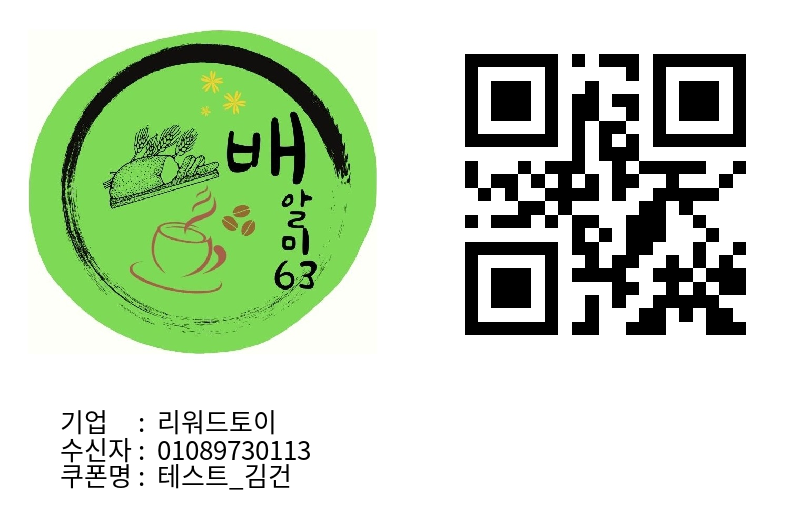 배
알
미
63
기업 : 리워드토이
수신자 : 01089730113
쿠폰명 : 테스트_김건